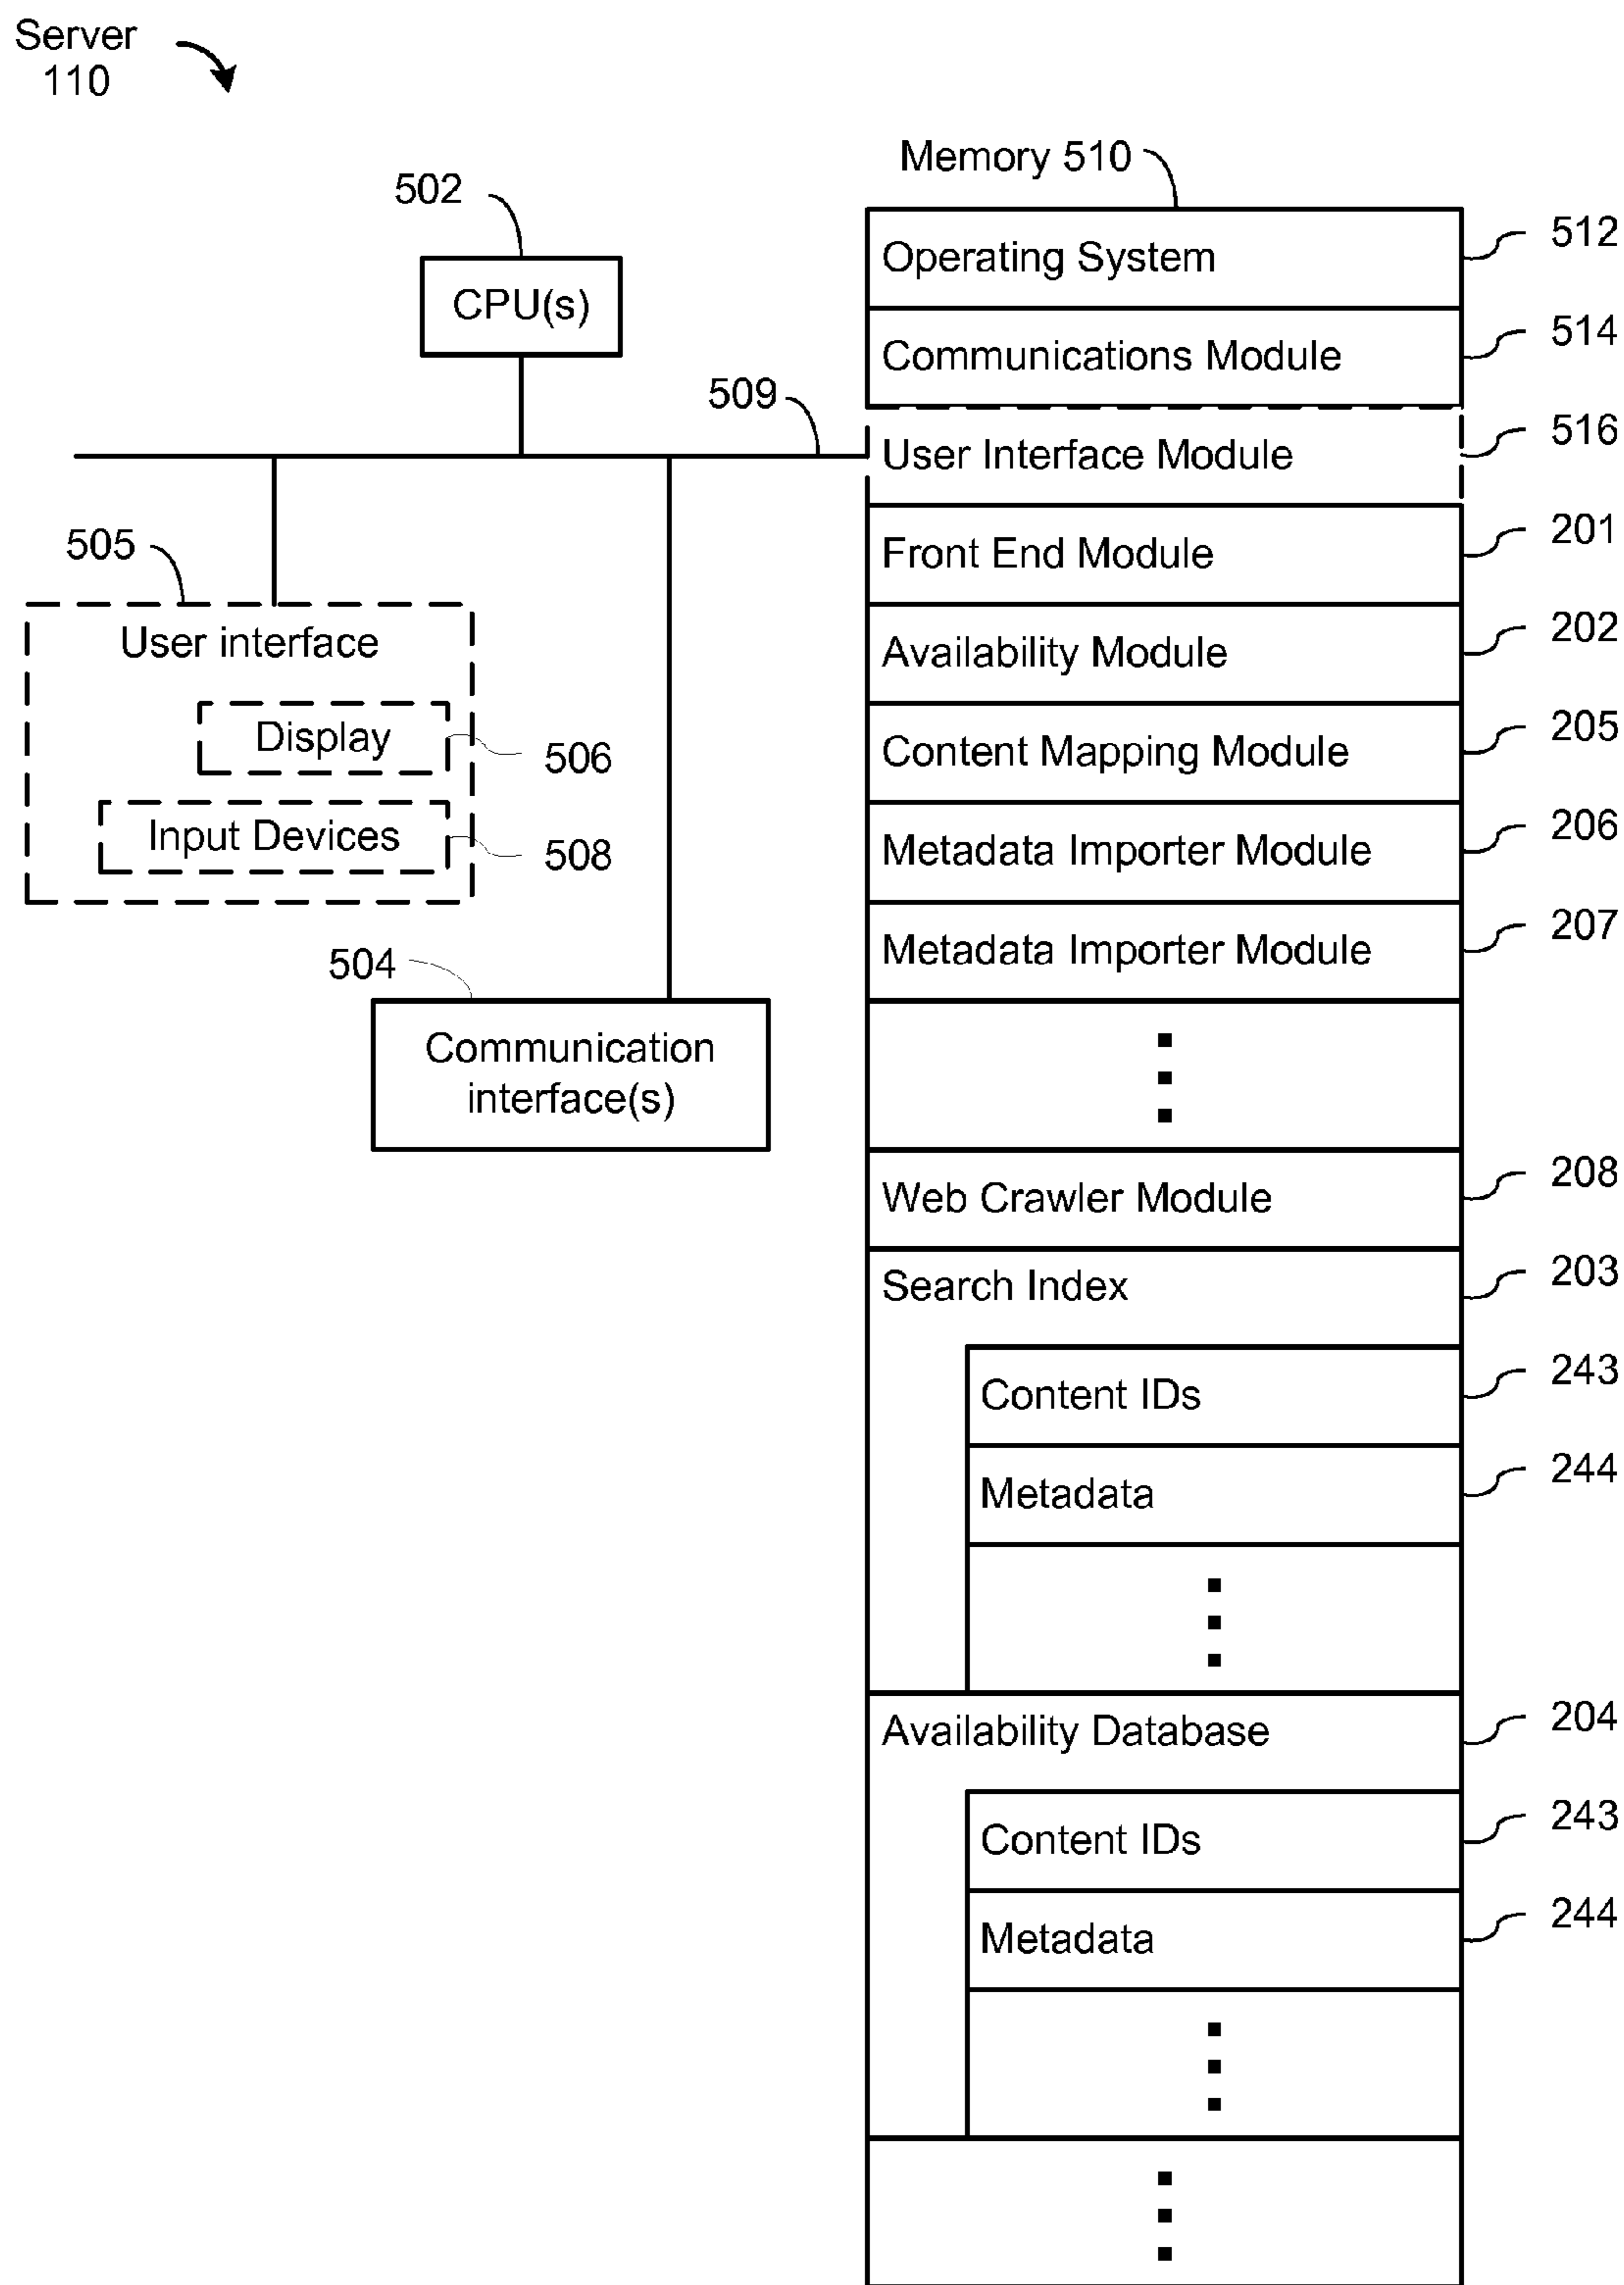 Server
110
Memory 510
502
CPU(s)
509
505
User interface
Display
506
Input Devices
508
504
Communication
interface(s)
Operating System
512
Communications Module
514
User Interface Module
516
Front End Module
201
Availability Module
202
Content Mapping Module
205
Metadata Importer Module
206
Metadata Importer Module
207
Web Crawler Module
208
Search Index
203
Content IDs
243
Metadata
244
Availability Database
204
Content IDs
243
Metadata
244